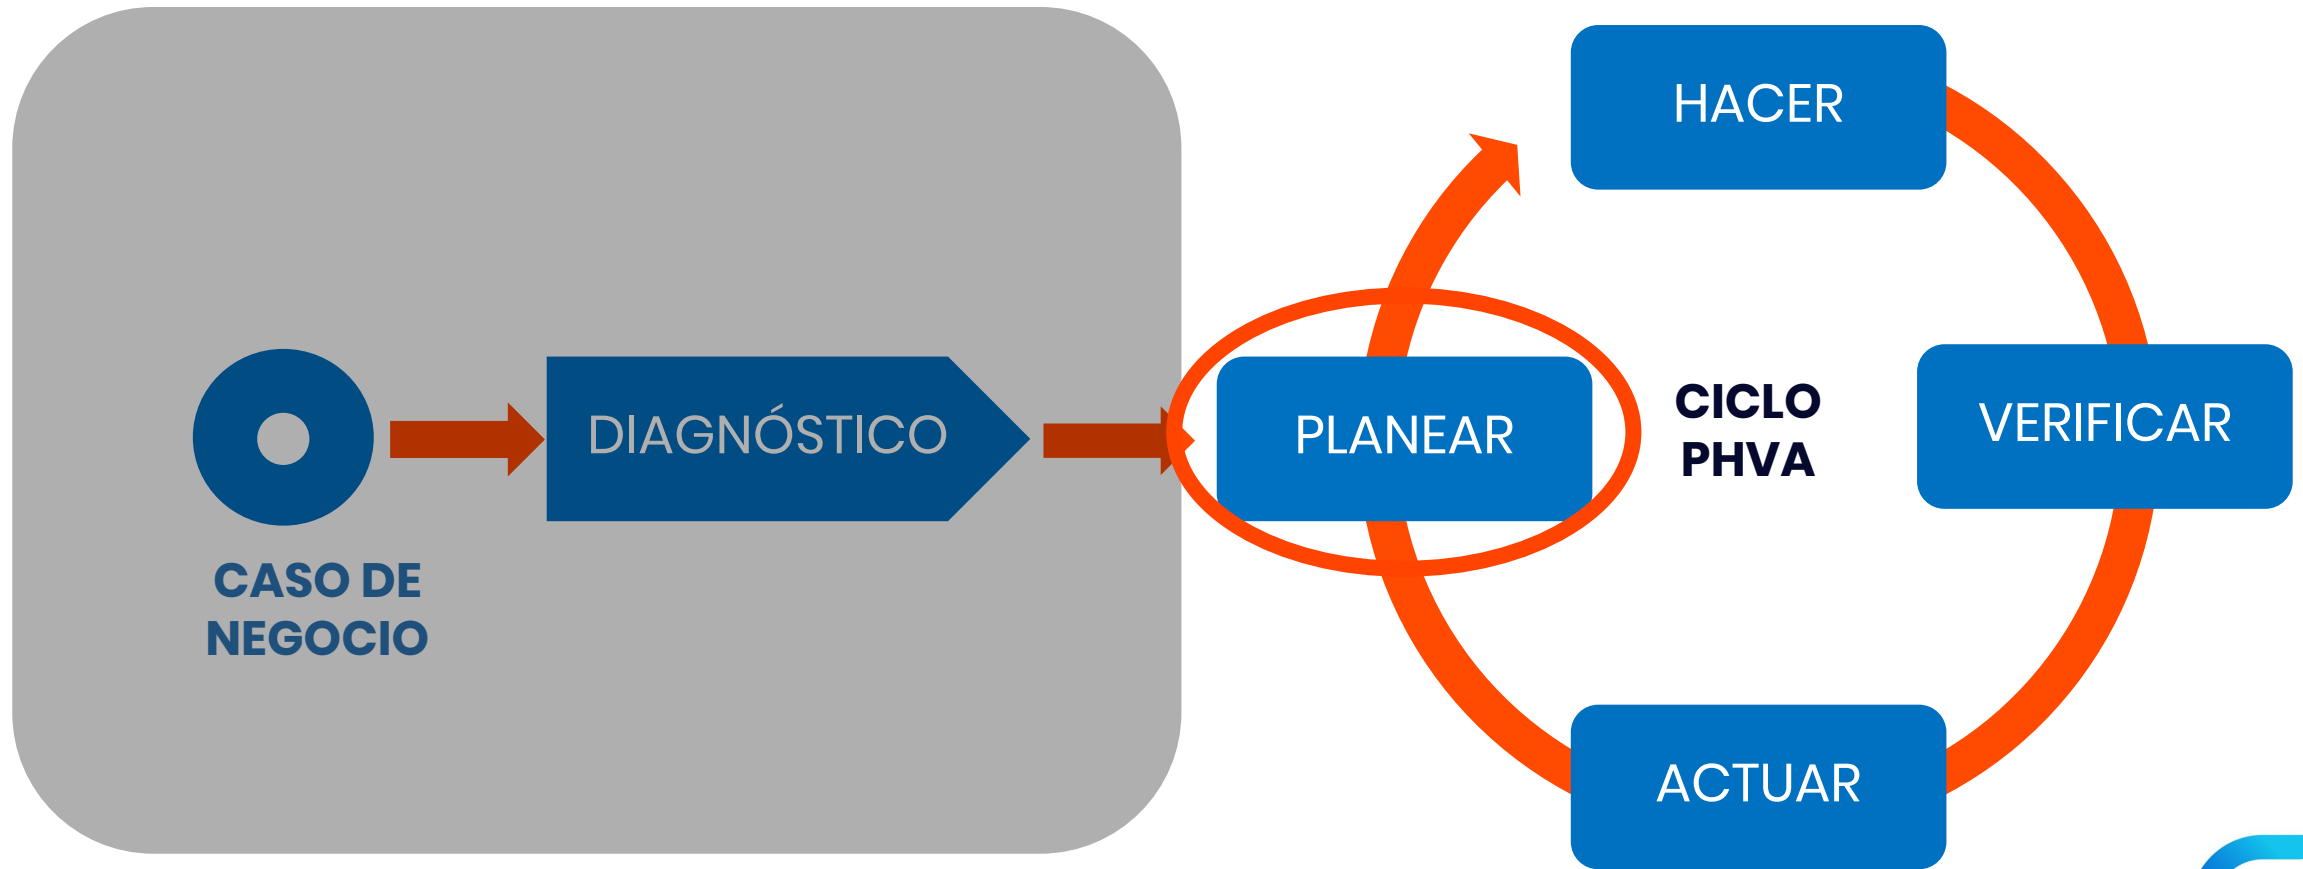 CASO DE
NEGOCIO
DIAGNÓSTICO
PLANEAR
HACER
VERIFICAR
ACTUAR
CICLO
PHVA